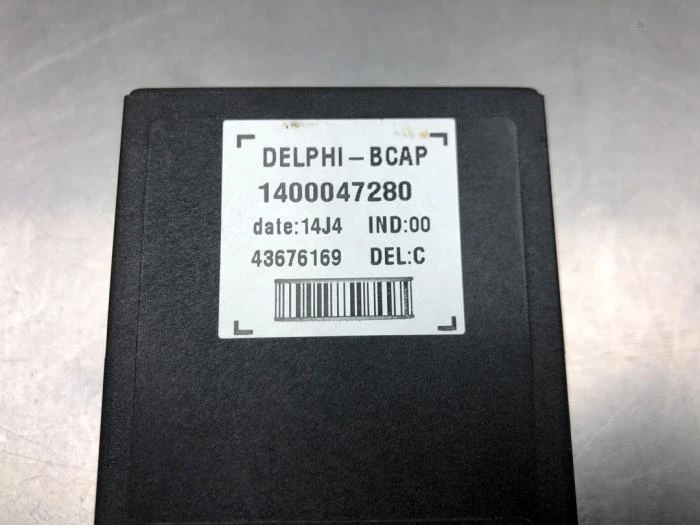 DELPHI – BCAP
1400047280
date:14J4 IND:00
43676169 DEL:C